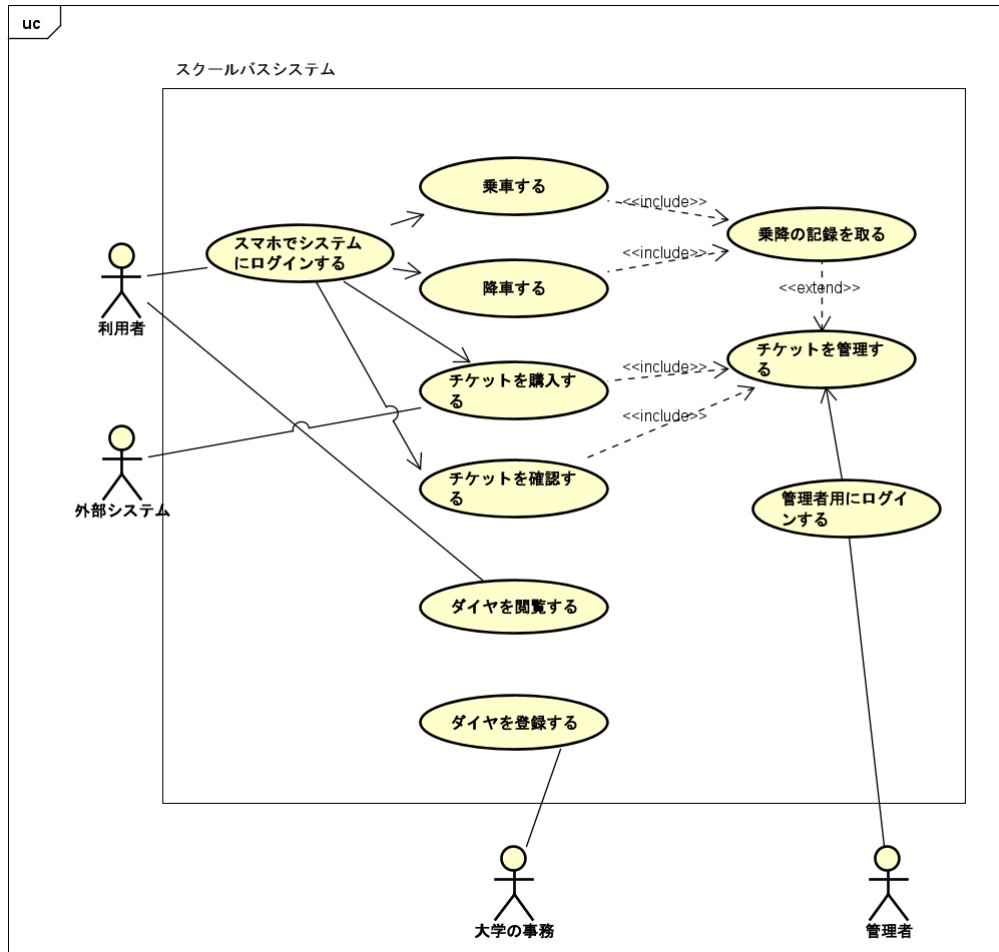 uc
スクールバスシステム
乗車する
<<include>>
スマホでシステム
にログインする
乗降の記録を取る
<<include>>
降車する
<<extend>>
利用者
チケットを管理す
る
<<include>>
チケットを購入す
る
<<include>>
チケットを確認す
る
外部システム
管理者用にログイ
ンする
ダイヤを閲覧する
ダイヤを登録する
大学の事務
管理者